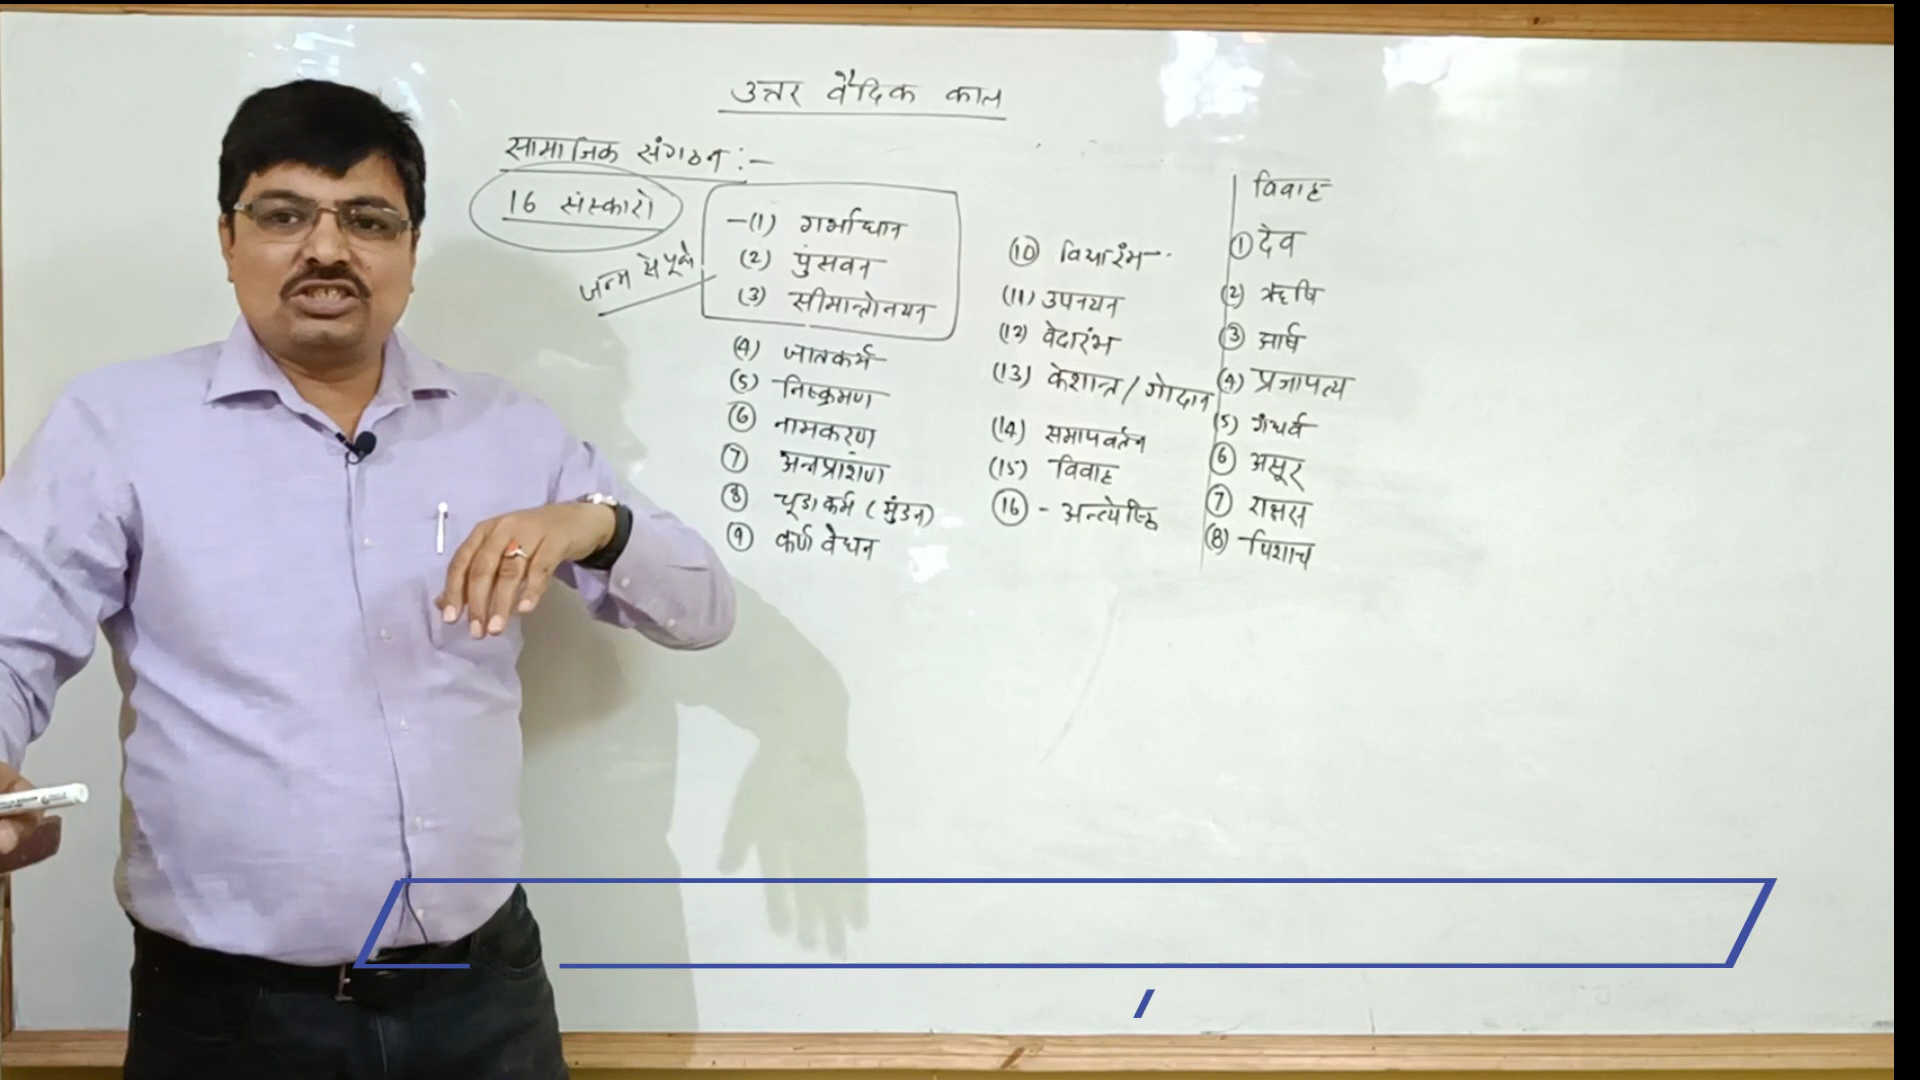 उत्तर वैदिक काल
सामाजिक संगठन :-
16 संस्कारो
जन्म से पूर्व
-(1) गर्भाधान
(2) पुंसवन
(3) सीमान्तोनयन
(4) जातकर्म
(5) निष्क्रमण
(6) नामकरण
(7) अन्नप्राशण
(8) चूडाकर्म (मुंडन)
(9) कर्ण वेधन
(10) विद्यारंभ
(11) उपनयन
(12) वेदारंभ
(13) केशान्त / गोदान
(14) समापवर्तन
(15) विवाह
(16) - अन्त्येष्ठि
विवाह
(1) देव
(2) ऋषि
(3) आर्ष
(4) प्रजापत्य
(5) गंधर्व
(6) असूर
(7) राक्षस
(8) पिशाच